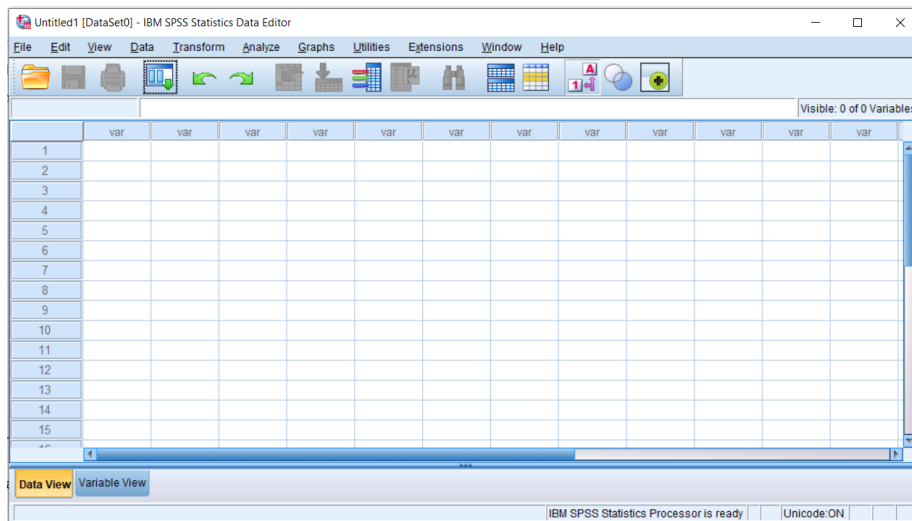 Untitled1 [DataSet0] - IBM SPSS Statistics Data Editor
File Edit View Data Transform Analyze Graphs Utilities Extensions Window Help
A
1 4
μ
Visible: 0 of 0 Variables
var var var var var var var var var var var var
1
2
3
4
5
6
7
8
9
10
11
12
13
14
15
Data View Variable View
IBM SPSS Statistics Processor is ready Unicode:ON